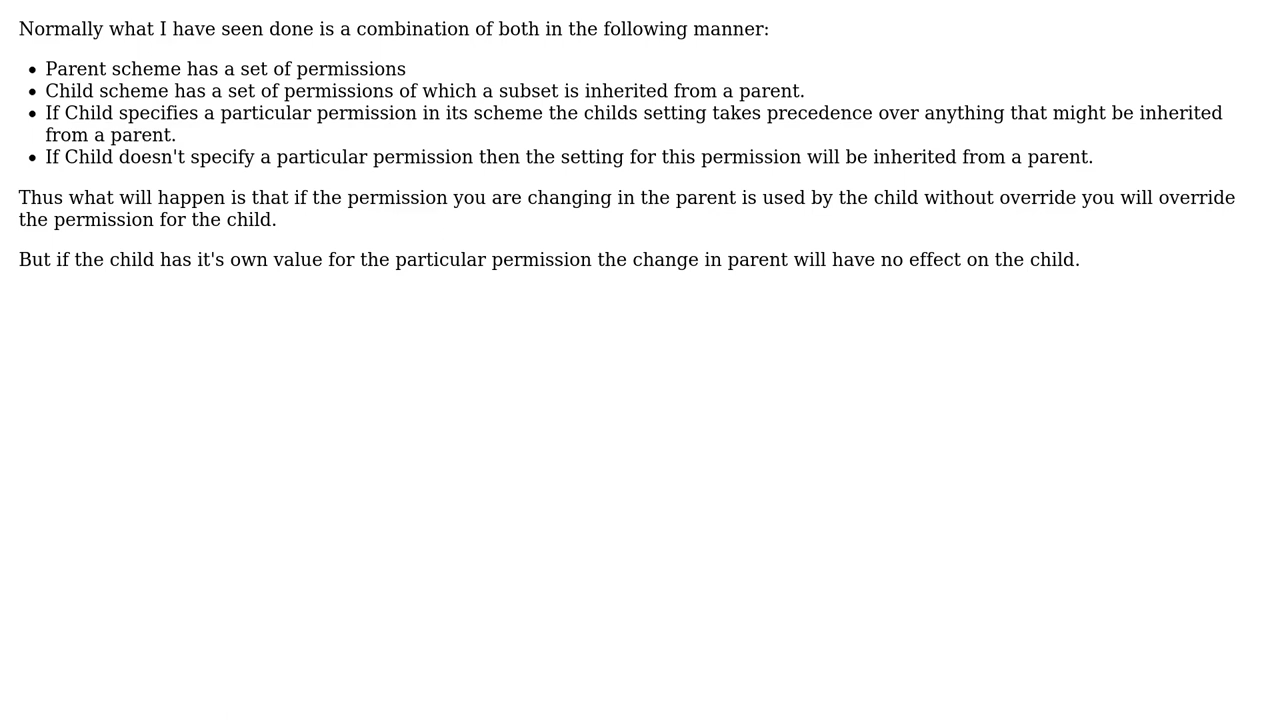 Normally what I have seen done is a combination of both in the following manner:
• Parent scheme has a set of permissions
• Child scheme has a set of permissions of which a subset is inherited from a parent.
• If Child specifies a particular permission in its scheme the childs setting takes precedence over anything that might be inherited
from a parent.
• If Child doesn't specify a particular permission then the setting for this permission will be inherited from a parent.
Thus what will happen is that if the permission you are changing in the parent is used by the child without override you will override
the permission for the child.
But if the child has it's own value for the particular permission the change in parent will have no effect on the child.